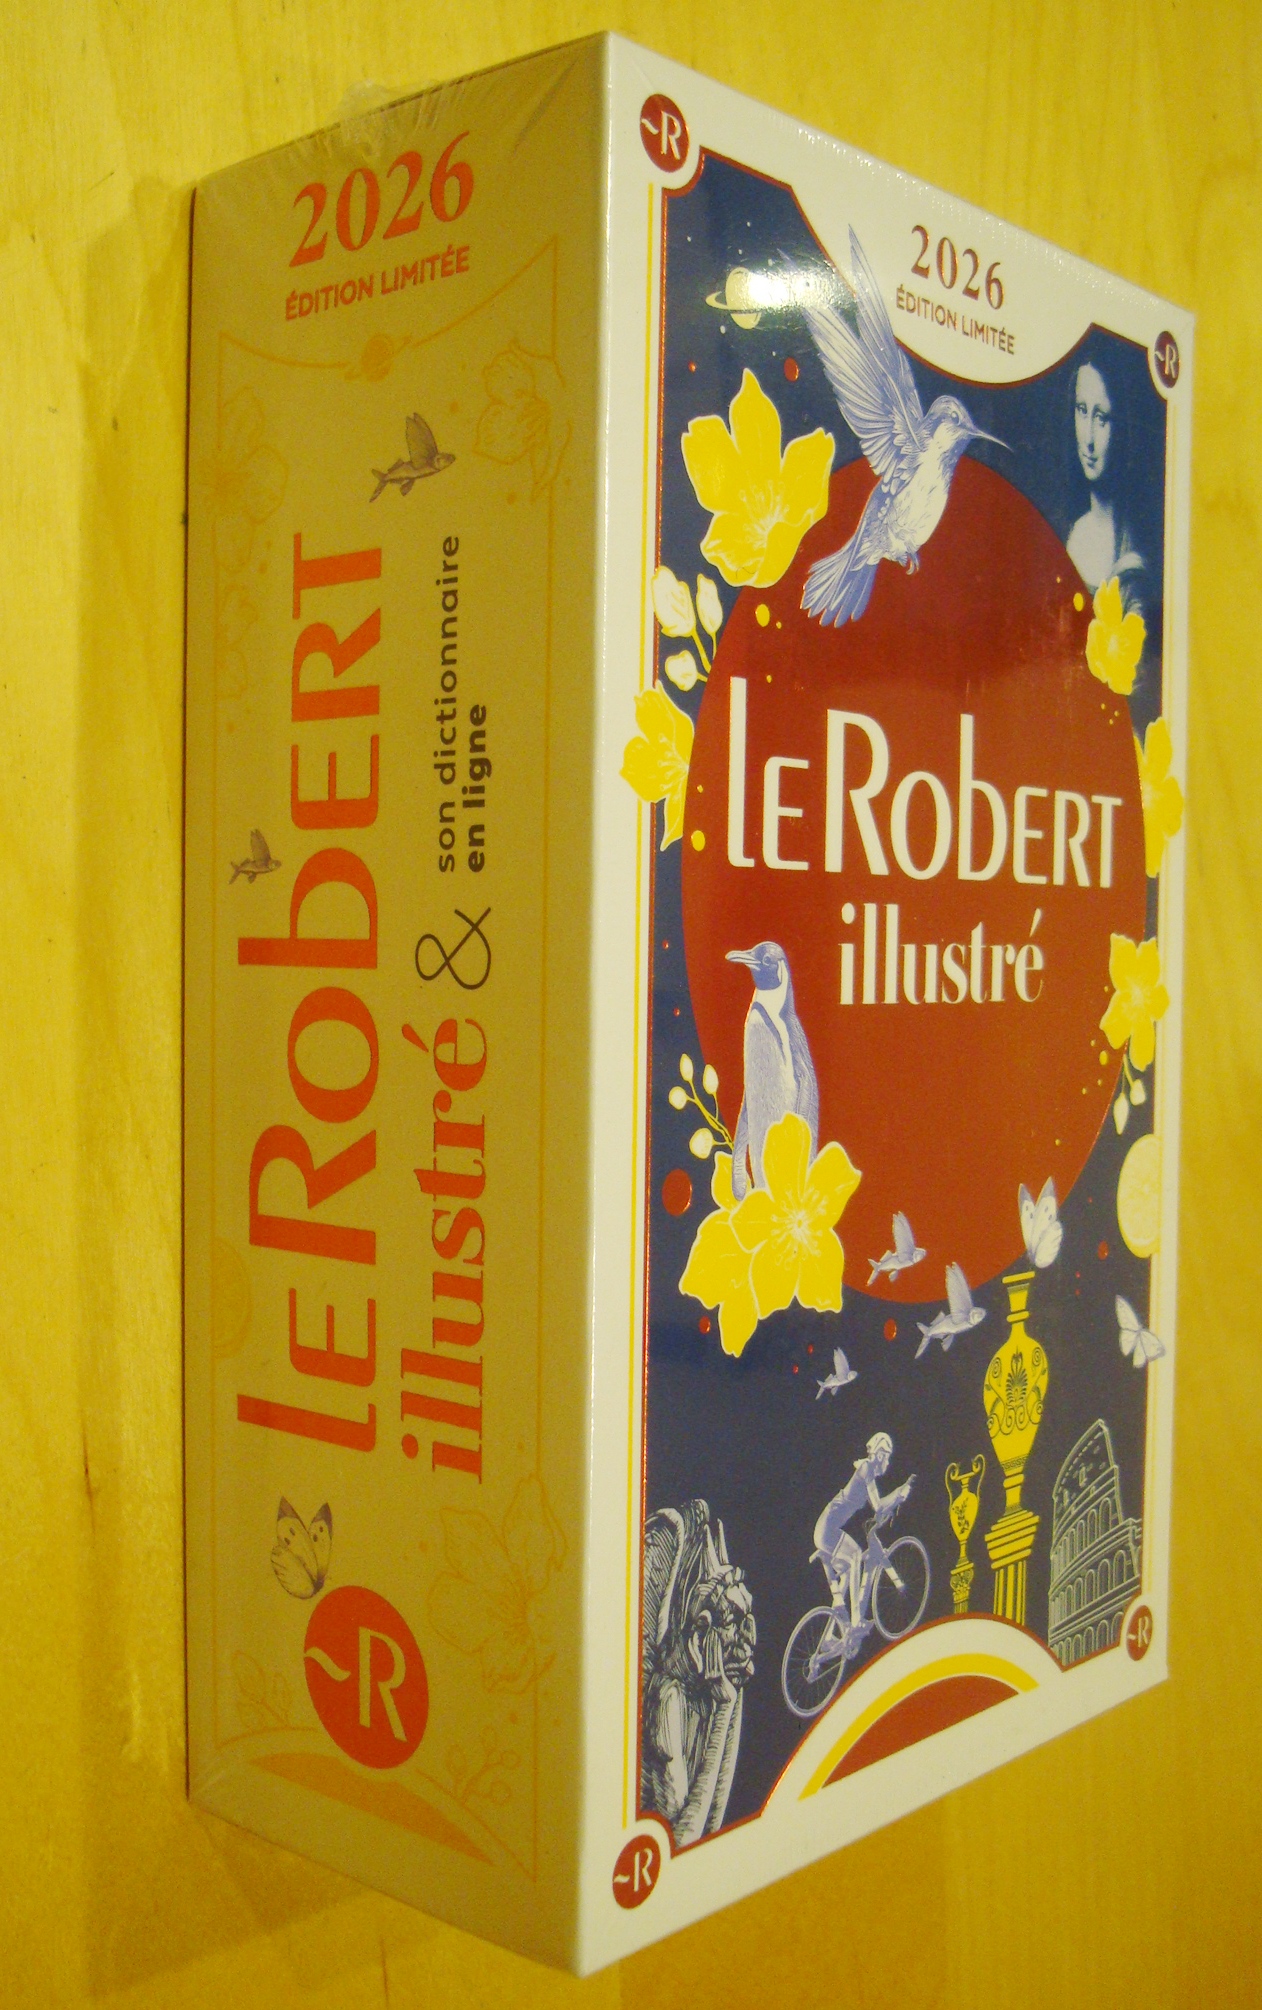 2026
ÉDITION LIMITÉE
LE ROBERT
illustré & son dictionnaire
en ligne
R
R
2026
ÉDITION LIMITÉE
R
LE ROBERT
illustré
R
R